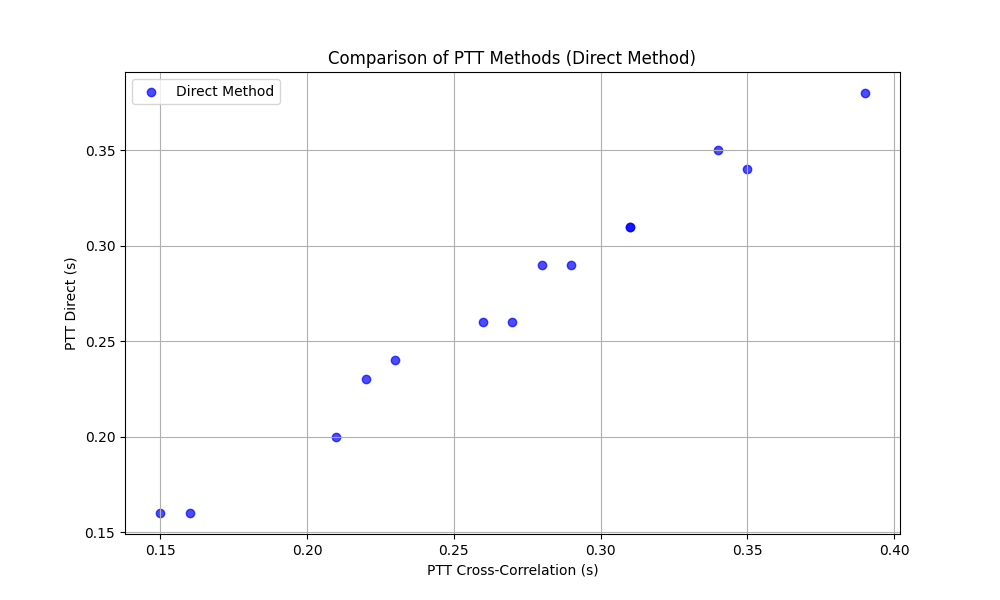 Comparison of PTT Methods (Direct Method)
Direct Method
PTT Direct (s)
0.35
0.30
0.25
0.20
0.15
0.15
0.20
0.25
0.30
0.35
0.40
PTT Cross-Correlation (s)